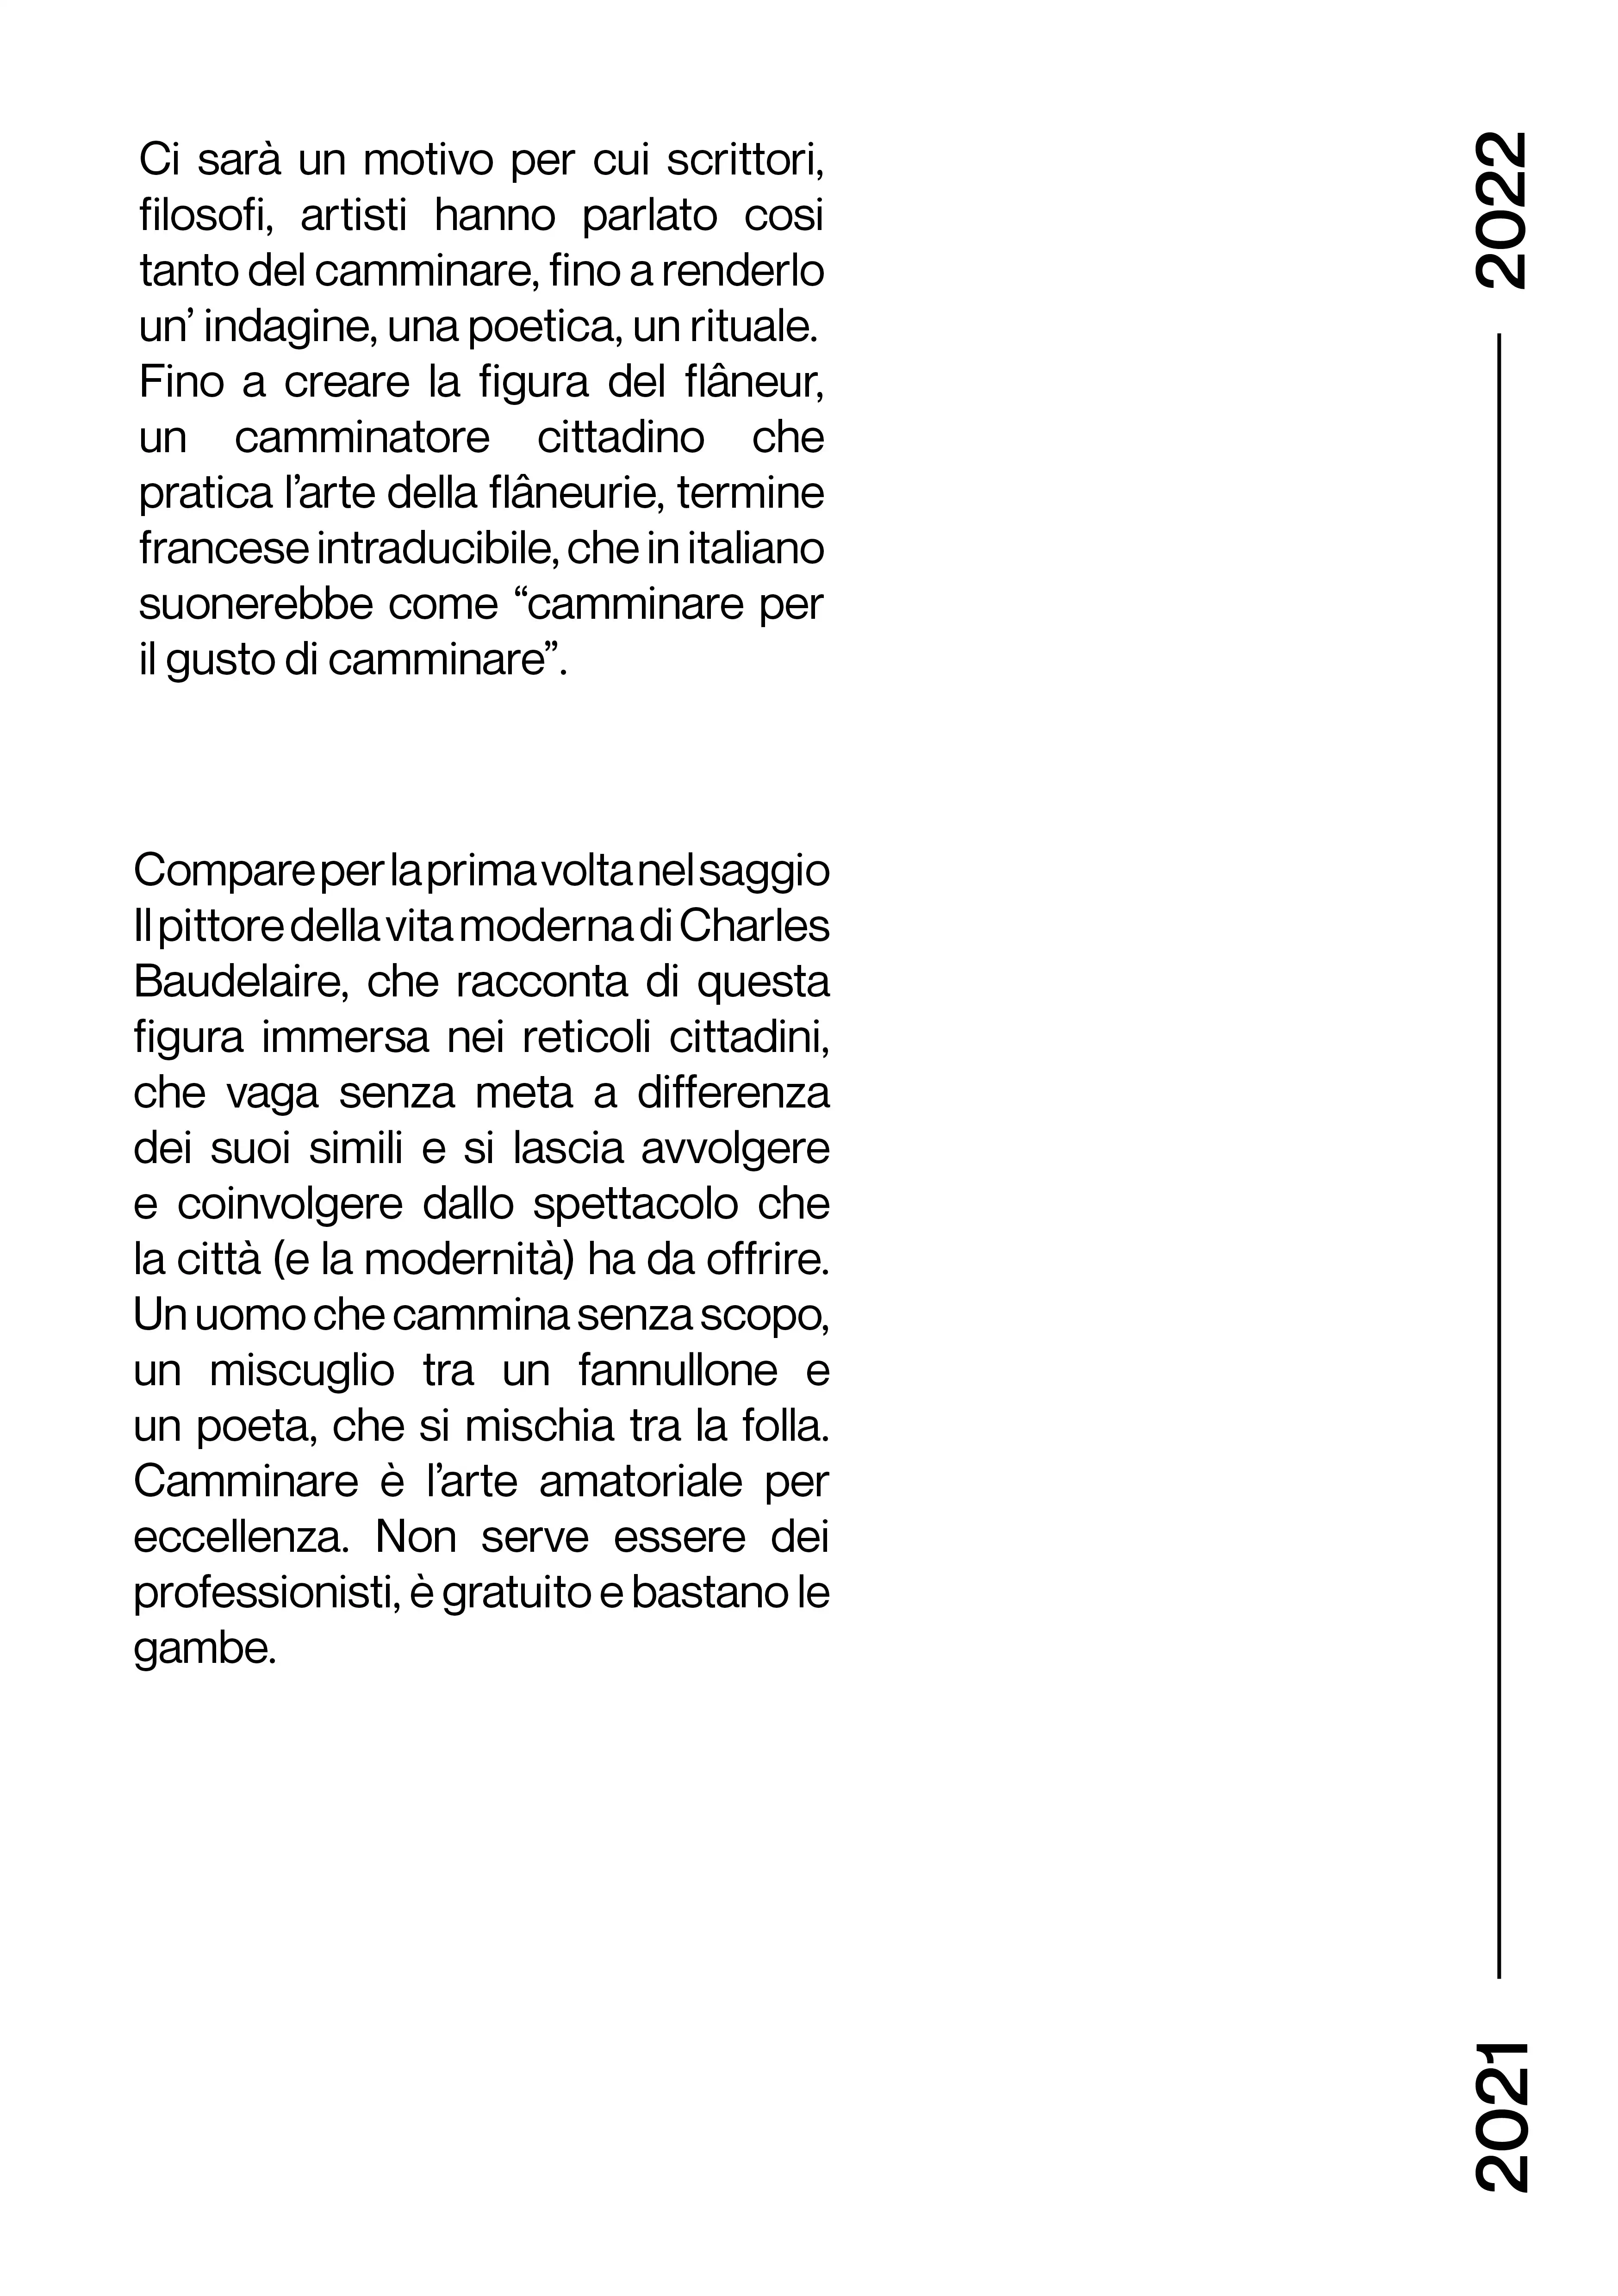 Ci sarà un motivo per cui scrittori,
filosofi, artisti hanno parlato cosi
tanto del camminare, fino a renderlo
un’ indagine, una poetica, un rituale.
Fino a creare la figura del flâneur,
un camminatore cittadino che
pratica l’arte della flâneurie, termine
francese intraducibile, che in italiano
suonerebbe come “camminare per
il gusto di camminare”.
Compare per la prima volta nel saggio
Il pittore della vita moderna di Charles
Baudelaire, che racconta di questa
figura immersa nei reticoli cittadini,
che vaga senza meta a differenza
dei suoi simili e si lascia avvolgere
e coinvolgere dallo spettacolo che
la città (e la modernità) ha da offrire.
Un uomo che cammina senza scopo,
un miscuglio tra un fannullone e
un poeta, che si mischia tra la folla.
Camminare è l’arte amatoriale per
eccellenza. Non serve essere dei
professionisti, è gratuito e bastano le
gambe.
2021
2022